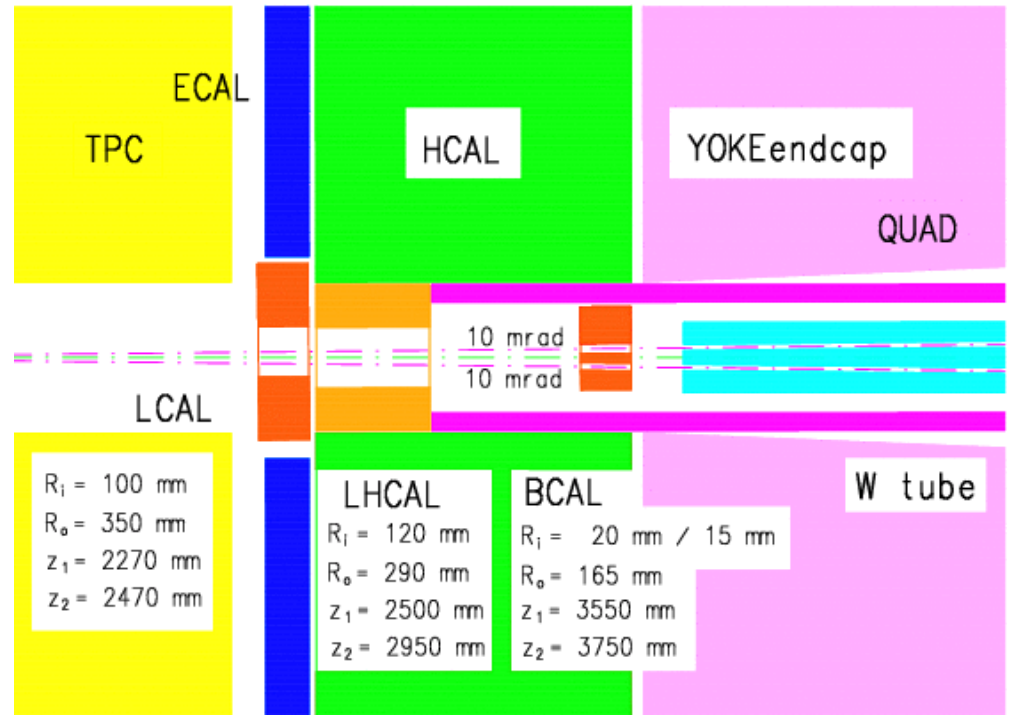 ECAL
TPC
HCAL
YOKEendcap
QUAD
10 mrad
10 mrad
LCAL
Rᵢ = 100 mm
Rₒ = 350 mm
z₁ = 2270 mm
z₂ = 2470 mm
LHCAL
Rᵢ = 120 mm
Rₒ = 290 mm
z₁ = 2500 mm
z₂ = 2950 mm
BCAL
Rᵢ = 20 mm / 15 mm
Rₒ = 165 mm
z₁ = 3550 mm
z₂ = 3750 mm
W tube